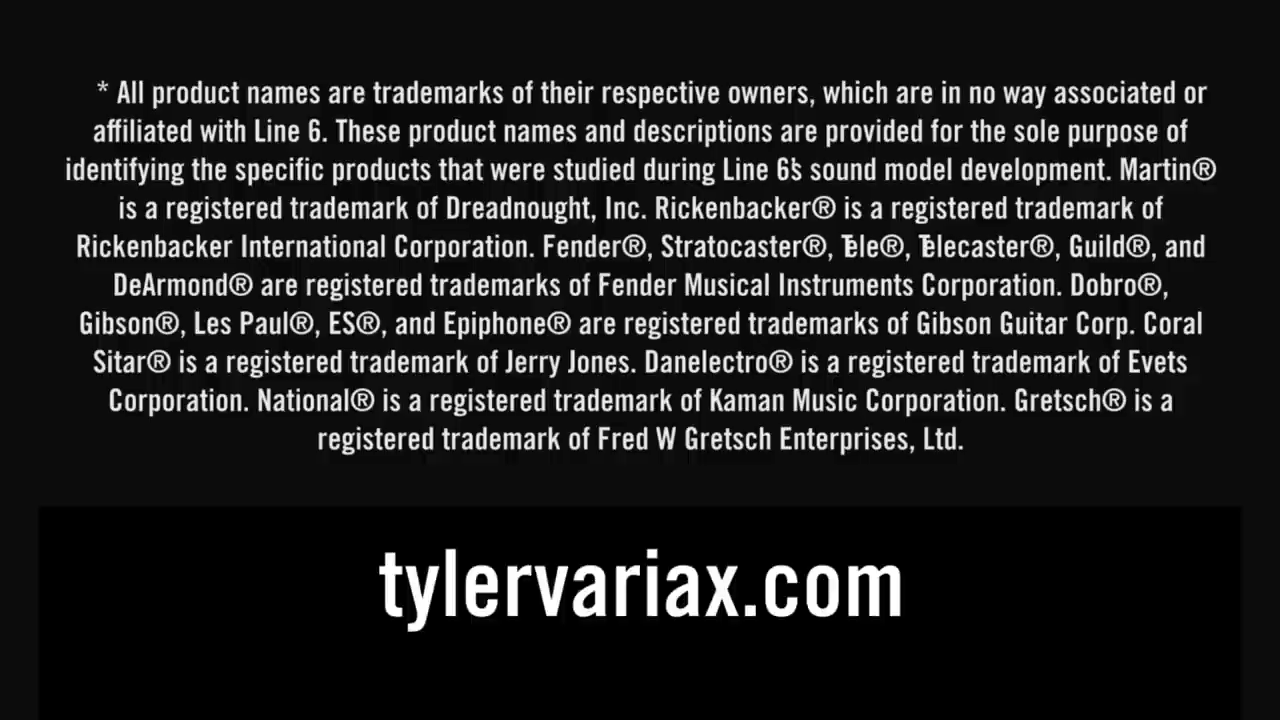 * All product names are trademarks of their respective owners, which are in no way associated or
affiliated with Line 6. These product names and descriptions are provided for the sole purpose of
identifying the specific products that were studied during Line 6's sound model development. Martin®
is a registered trademark of Dreadnought, Inc. Rickenbacker® is a registered trademark of
Rickenbacker International Corporation. Fender®, Stratocaster®, Tele®, Telecaster®, Guild®, and
DeArmond® are registered trademarks of Fender Musical Instruments Corporation. Dobro®,
Gibson®, Les Paul®, ES®, and Epiphone® are registered trademarks of Gibson Guitar Corp. Coral
Sitar® is a registered trademark of Jerry Jones. Danelectro® is a registered trademark of Evets
Corporation. National® is a registered trademark of Kaman Music Corporation. Gretsch® is a
registered trademark of Fred W Gretsch Enterprises, Ltd.
tylervariax.com